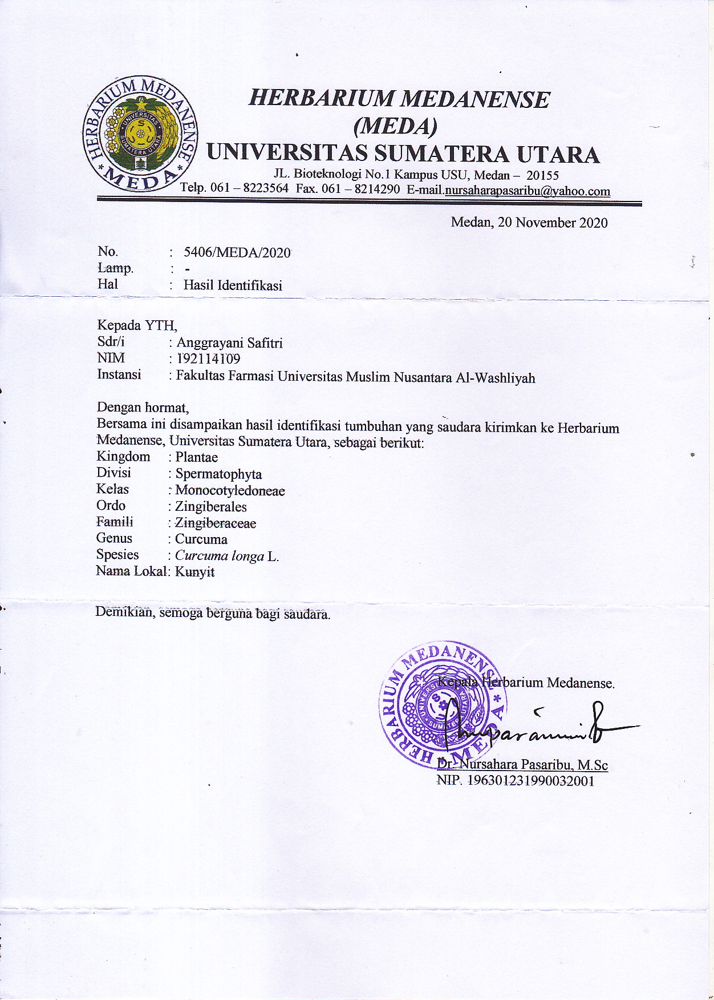 HERBARIUM MEDANENSE
* MEDA *
UNIVERSITAS
SUMATERA UTARA
HERBARIUM MEDANENSE
(MEDA)
UNIVERSITAS SUMATERA UTARA
JL. Bioteknologi No.1 Kampus USU, Medan – 20155
Telp. 061 – 8223564 Fax. 061 – 8214290 E-mail.nursaharapasaribu@yahoo.com
Medan, 20 November 2020
No. : 5406/MEDA/2020
Lamp. : -
Hal : Hasil Identifikasi
Kepada YTH,
Sdr/i : Anggrayani Safitri
NIM : 192114109
Instansi : Fakultas Farmasi Universitas Muslim Nusantara Al-Washliyah
Dengan hormat,
Bersama ini disampaikan hasil identifikasi tumbuhan yang saudara kirimkan ke Herbarium
Medanense, Universitas Sumatera Utara, sebagai berikut:
Kingdom : Plantae
Divisi : Spermatophyta
Kelas : Monocotyledoneae
Ordo : Zingiberales
Famili : Zingiberaceae
Genus : Curcuma
Spesies : Curcuma longa L.
Nama Lokal: Kunyit
Demikian, semoga berguna bagi saudara.
HERBARIUM MEDANENSE
* MEDA *
Kepala Herbarium Medanense.
Dr. Nursahara Pasaribu, M.Sc
NIP. 196301231990032001